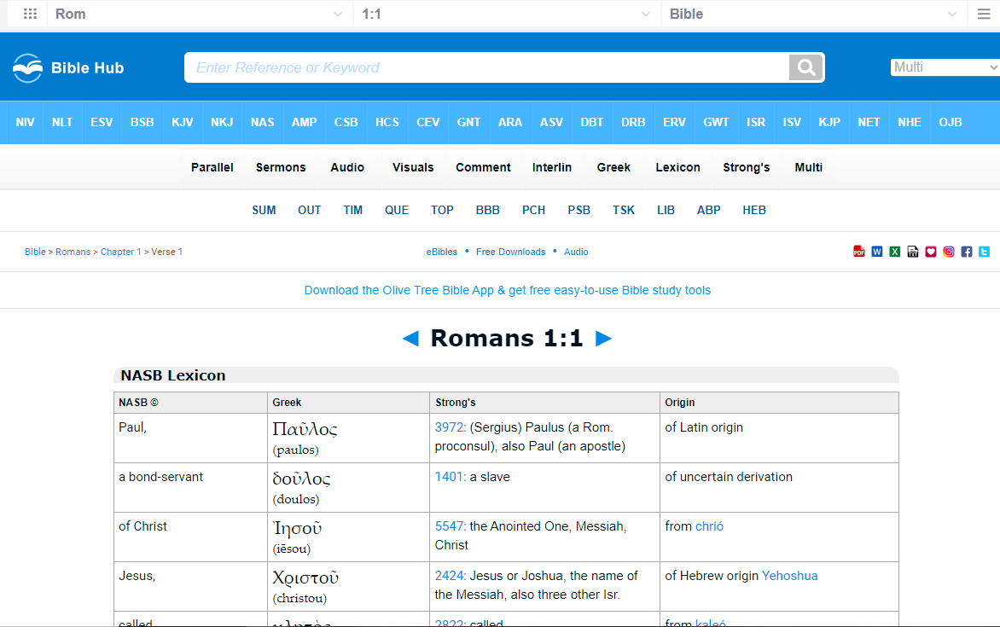 Rom 1:1 Bible
Bible Hub Enter Reference or Keyword Multi
NIV NLT ESV BSB KJV NKJ NAS AMP CSB HCS CEV GNT ARA ASV DBT DRB ERV GWT ISR ISV KJP NET NHE OJB
Parallel Sermons Audio Visuals Comment Interlin Greek Lexicon Strong's Multi
SUM OUT TIM QUE TOP BBB PCH PSB TSK LIB ABP HEB
Bible > Romans > Chapter 1 > Verse 1 eBibles • Free Downloads • Audio PDF W X TXT
Download the Olive Tree Bible App & get free easy-to-use Bible study tools
◄ Romans 1:1 ►
NASB Lexicon
NASB © Greek Strong's Origin
Paul, Παῦλος 3972: (Sergius) Paulus (a Rom. of Latin origin
(paulos) proconsul), also Paul (an apostle)
a bond-servant δοῦλος 1401: a slave of uncertain derivation
(doulos)
of Christ Ἰησοῦ 5547: the Anointed One, Messiah, from chrió
(iēsou) Christ
Jesus, Χριστοῦ 2424: Jesus or Joshua, the name of of Hebrew origin Yehoshua
(christou) the Messiah, also three other Isr.
called κλητὸς 2822: called from kaleó